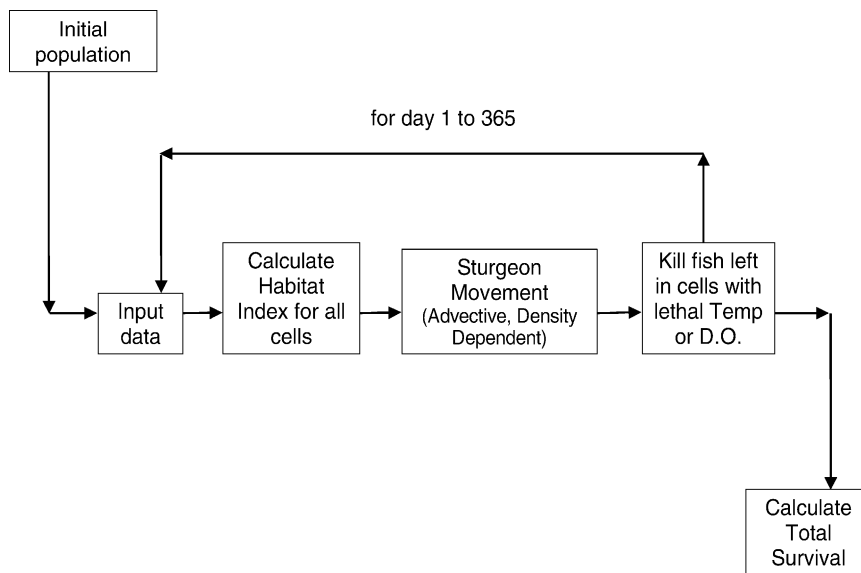 Initial
population
for day 1 to 365
Input
data
Calculate
Habitat
Index for all
cells
Sturgeon
Movement
(Advective, Density
Dependent)
Kill fish left
in cells with
lethal Temp
or D.O.
Calculate
Total
Survival